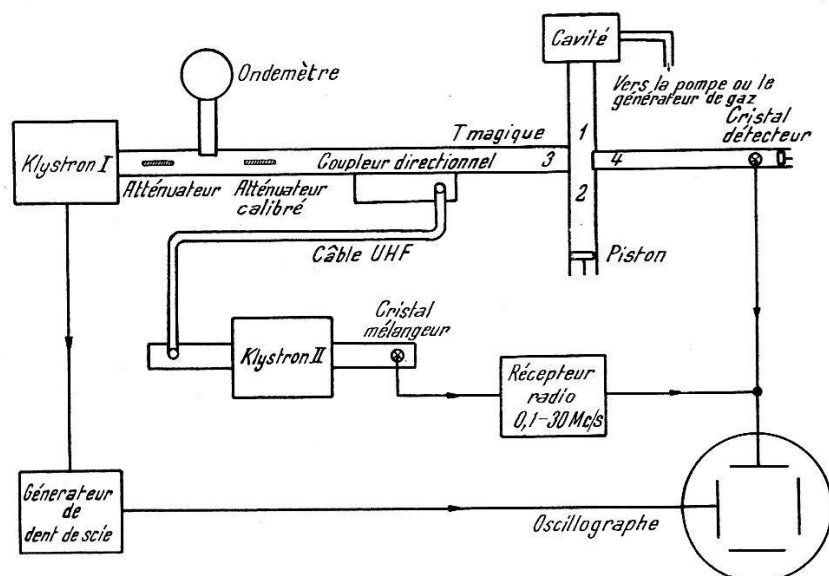 Cavité
Ondemètre
Vers la pompe ou le
générateur de gaz
Cristal
détecteur
T magique
1
Klystron I
Coupleur directionnel
3
4
Atténuateur
Atténuateur
calibré
2
Câble UHF
Piston
Cristal
mélangeur
Klystron II
Récepteur
radio
0,1-30 Mc/s
Génerateur
de
dent de scie
Oscillographe